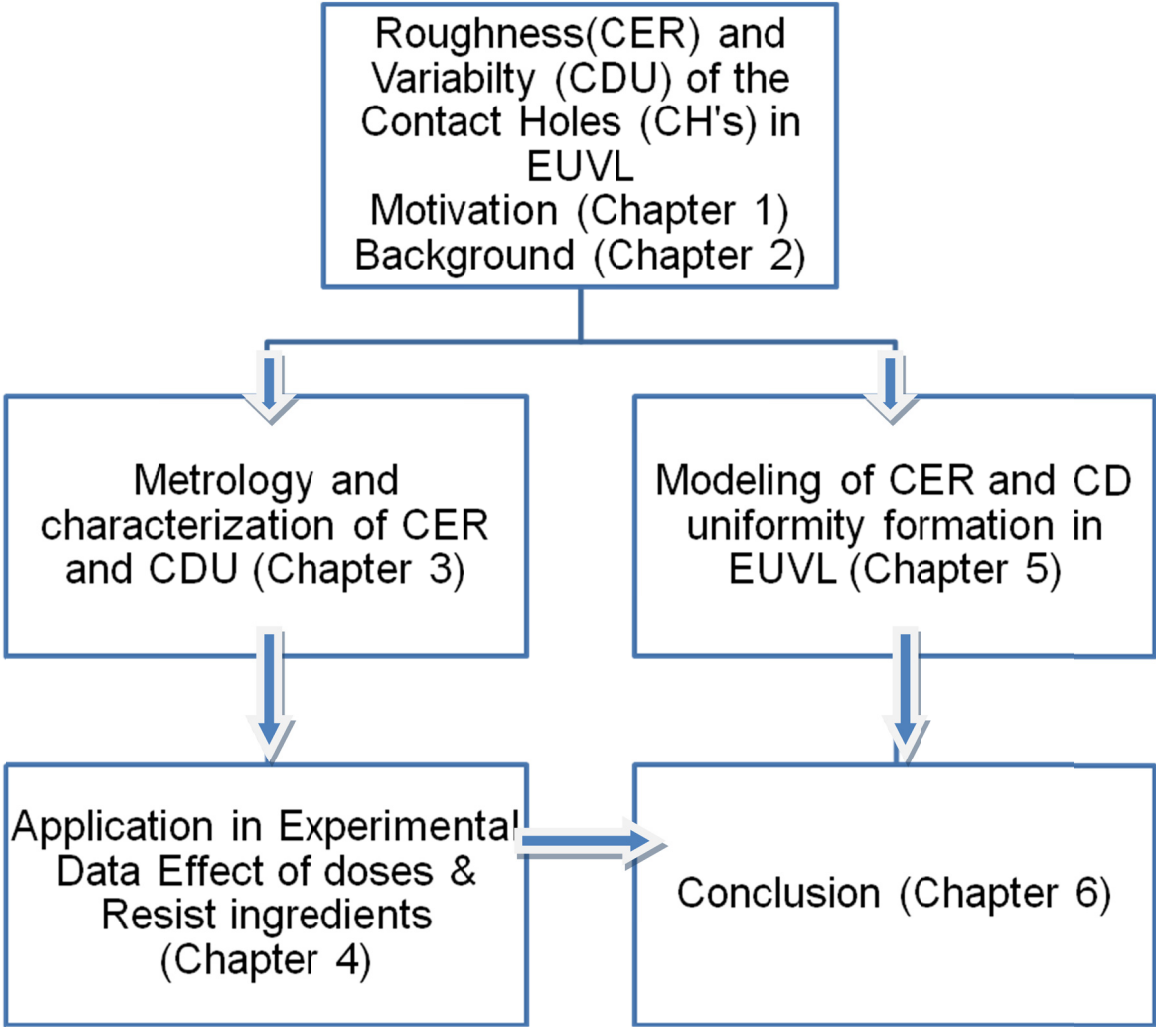 Roughness(CER) and
Variabilty (CDU) of the
Contact Holes (CH's) in
EUVL
Motivation (Chapter 1)
Background (Chapter 2)
Metrology and
characterization of CER
and CDU (Chapter 3)
Modeling of CER and CD
uniformity formation in
EUVL (Chapter 5)
Application in Experimental
Data Effect of doses &
Resist ingredients
(Chapter 4)
Conclusion (Chapter 6)